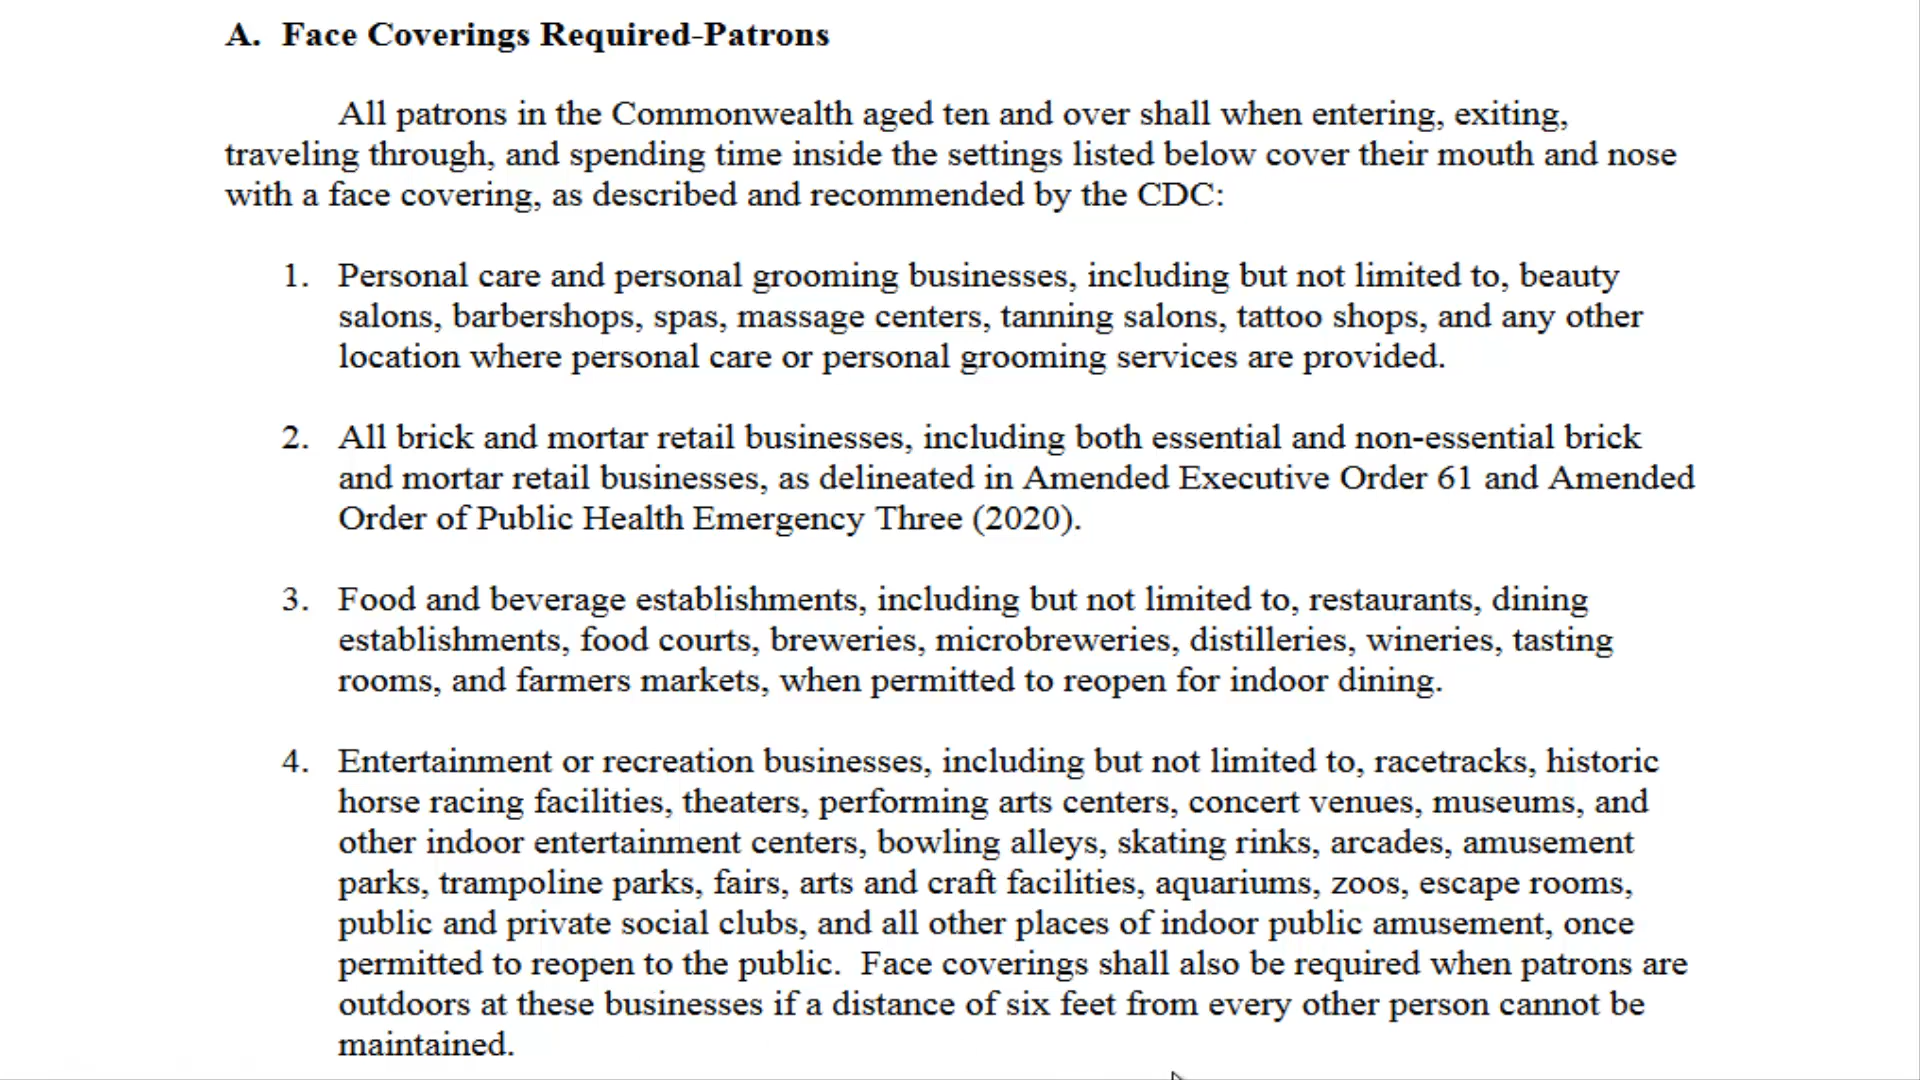 A. Face Coverings Required-Patrons
All patrons in the Commonwealth aged ten and over shall when entering, exiting,
traveling through, and spending time inside the settings listed below cover their mouth and nose
with a face covering, as described and recommended by the CDC:
1. Personal care and personal grooming businesses, including but not limited to, beauty
salons, barbershops, spas, massage centers, tanning salons, tattoo shops, and any other
location where personal care or personal grooming services are provided.
2. All brick and mortar retail businesses, including both essential and non-essential brick
and mortar retail businesses, as delineated in Amended Executive Order 61 and Amended
Order of Public Health Emergency Three (2020).
3. Food and beverage establishments, including but not limited to, restaurants, dining
establishments, food courts, breweries, microbreweries, distilleries, wineries, tasting
rooms, and farmers markets, when permitted to reopen for indoor dining.
4. Entertainment or recreation businesses, including but not limited to, racetracks, historic
horse racing facilities, theaters, performing arts centers, concert venues, museums, and
other indoor entertainment centers, bowling alleys, skating rinks, arcades, amusement
parks, trampoline parks, fairs, arts and craft facilities, aquariums, zoos, escape rooms,
public and private social clubs, and all other places of indoor public amusement, once
permitted to reopen to the public.  Face coverings shall also be required when patrons are
outdoors at these businesses if a distance of six feet from every other person cannot be
maintained.